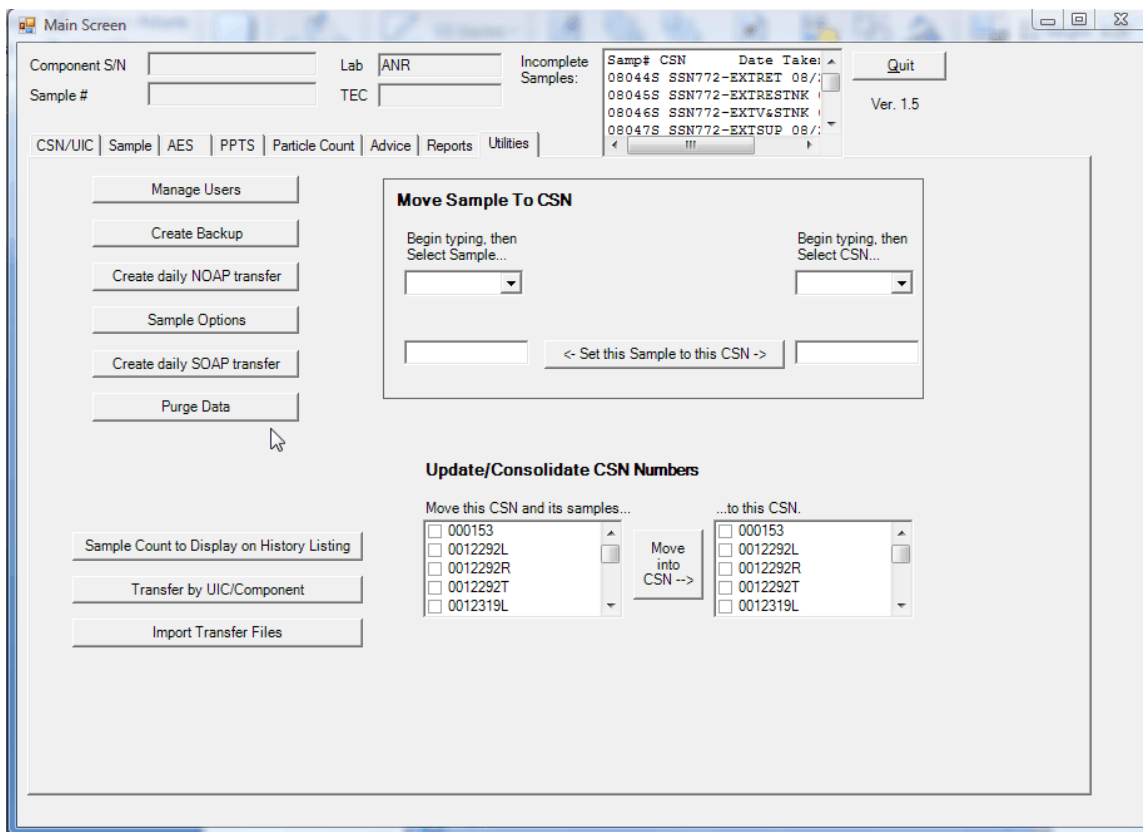 Main Screen
Component S/N
Lab
ANR
Incomplete
Samples:
Samp# CSN Date Taken
08044S SSN772-EXTRET 08/
08045S SSN772-EXTRESTNK
08046S SSN772-EXTV&STNK
08047S SSN772-EXTSUP 08/
Quit
Sample #
TEC
Ver. 1.5
CSN/UIC
Sample
AES
PPTS
Particle Count
Advice
Reports
Utilities
Manage Users
Create Backup
Create daily NOAP transfer
Sample Options
Create daily SOAP transfer
Purge Data
Move Sample To CSN
Begin typing, then
Select Sample...
Begin typing, then
Select CSN...
<- Set this Sample to this CSN ->
Update/Consolidate CSN Numbers
Move this CSN and its samples...
...to this CSN.
000153
0012292L
0012292R
0012292T
0012319L
Move
into
CSN -->
000153
0012292L
0012292R
0012292T
0012319L
Sample Count to Display on History Listing
Transfer by UIC/Component
Import Transfer Files